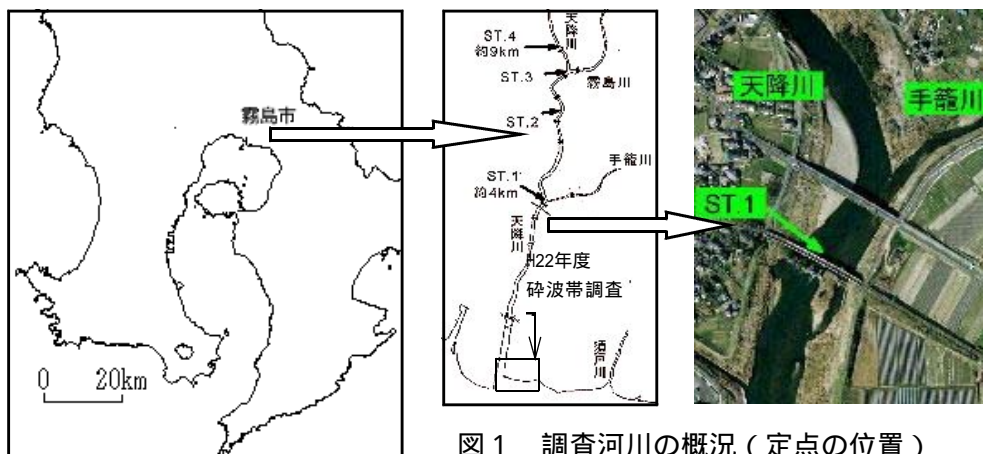 霧島市
0 20km
天降川
ST.4
約9km
ST.3
霧島川
ST.2
手籠川
ST.1
約4km
天降川
H22年度
砕波帯調査
須戸川
天降川
手籠川
ST.1
図1 調査河川の概況(定点の位置)